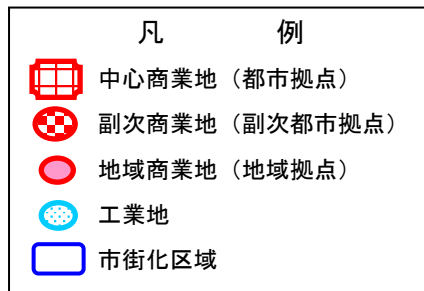 凡　　例
中心商業地（都市拠点）
副次商業地（副次都市拠点）
地域商業地（地域拠点）
工業地
市街化区域